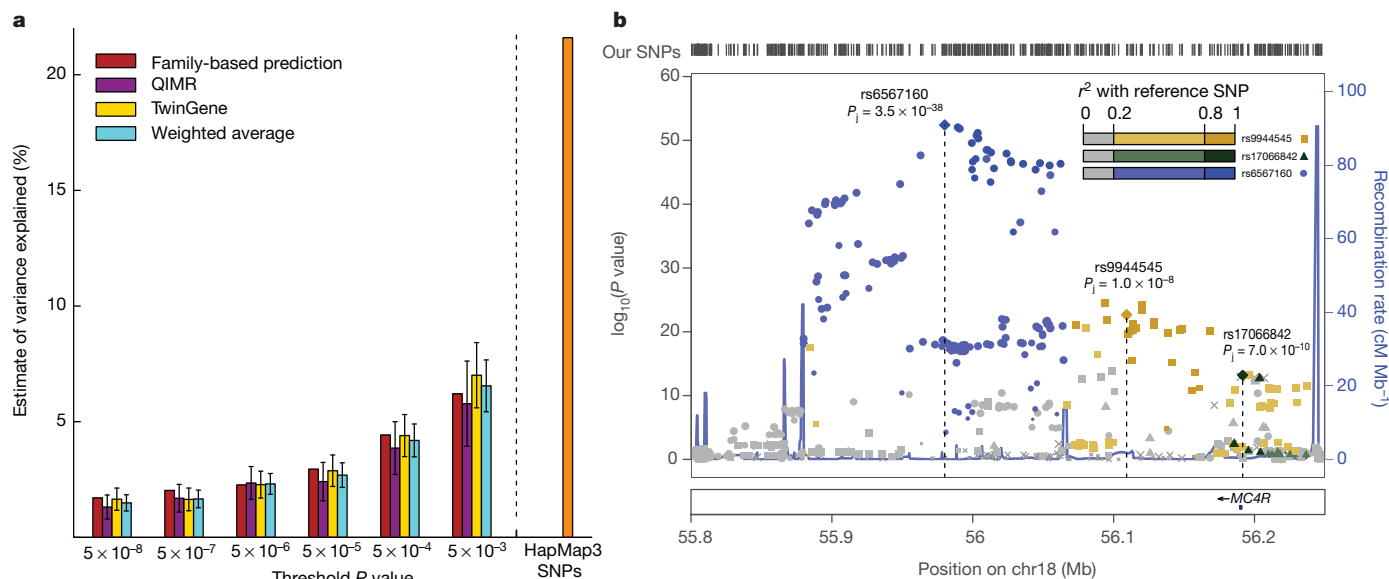 a
20
15
10
5
Estimate of variance explained (%)
Family-based prediction
QIMR
TwinGene
Weighted average
5 × 10⁻⁸
5 × 10⁻⁷
5 × 10⁻⁶
5 × 10⁻⁵
5 × 10⁻⁴
5 × 10⁻³
HapMap3
SNPs
Threshold P value
b
Our SNPs
60
50
40
30
20
10
0
log₁₀(P value)
rs6567160
Pⱼ = 3.5 × 10⁻³⁸
rs9944545
Pⱼ = 1.0 × 10⁻⁸
rs17066842
Pⱼ = 7.0 × 10⁻¹⁰
r² with reference SNP
0 0.2 0.8 1
rs9944545
rs17066842
rs6567160
100
80
60
40
20
0
Recombination rate (cM Mb⁻¹)
←MC4R
55.8 55.9 56 56.1 56.2
Position on chr18 (Mb)